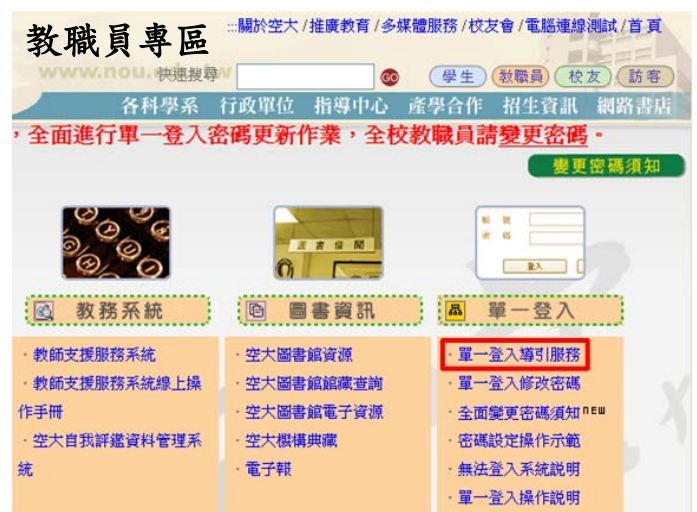 教職員專區
:::關於空大/推廣教育/多媒體服務/校友會/電腦連線測試/首頁
www.nou.
快速搜尋
GO
學生 教職員 校友 訪客
各科學系 行政單位 指導中心 產學合作 招生資訊 網路書店
，全面進行單一登入密碼更新作業，全校教職員請變更密碼。
變更密碼須知
圖書借閱
帳號
密碼
登入
教務系統
圖書資訊
單一登入
·教師支援服務系統
·教師支援服務系統線上操
作手冊
·空大自我評鑑資料管理系
統
·空大圖書館資源
·空大圖書館館藏查詢
·空大圖書館電子資源
·空大機構典藏
·電子報
·單一登入導引服務
·單一登入修改密碼
·全面變更密碼須知NEW
·密碼設定操作示範
·無法登入系統說明
·單一登入操作說明